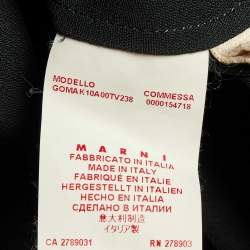 MODELLO COMMESSA
GOMAK10A00TV238 0000154718
MARNI
FABBRICATO IN ITALIA
MADE IN ITALY
FABRIQUÉ EN ITALIE
HERGESTELLT IN ITALIEN
HECHO EN ITALIA
СДЕЛАНО В ИТАЛИИ
意大利制造
イタリア製
CA 2789031 RN 278903